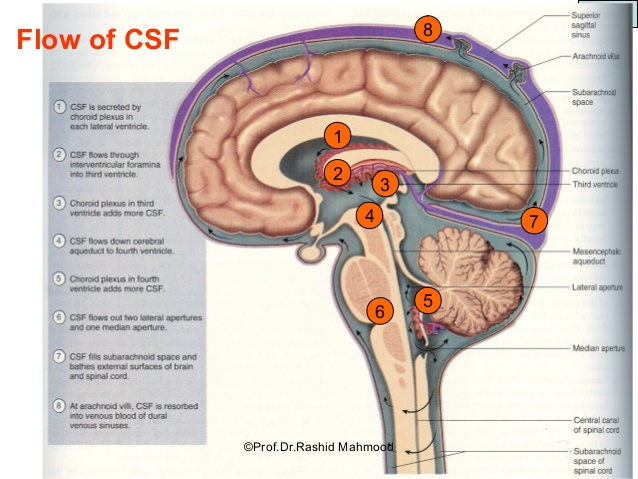 Flow of CSF
1 CSF is secreted by
choroid plexus in
each lateral ventricle.
2 CSF flows through
interventricular foramina
into third ventricle.
3 Choroid plexus in third
ventricle adds more CSF.
4 CSF flows down cerebral
aqueduct to fourth ventricle.
5 Choroid plexus in fourth
ventricle adds more CSF.
6 CSF flows out two lateral apertures
and one median aperture.
7 CSF fills subarachnoid space and
bathes external surfaces of brain
and spinal cord.
8 At arachnoid villi, CSF is resorbed
into venous blood of dural
venous sinuses.
8
1
2
3
4
7
5
6
Superior
sagittal
sinus
Arachnoid villus
Subarachnoid
space
Choroid plexus
Third ventricle
Mesencephalic
aqueduct
Lateral aperture
Median aperture
Central canal
of spinal cord
Subarachnoid
space of
spinal cord
©Prof.Dr.Rashid Mahmood